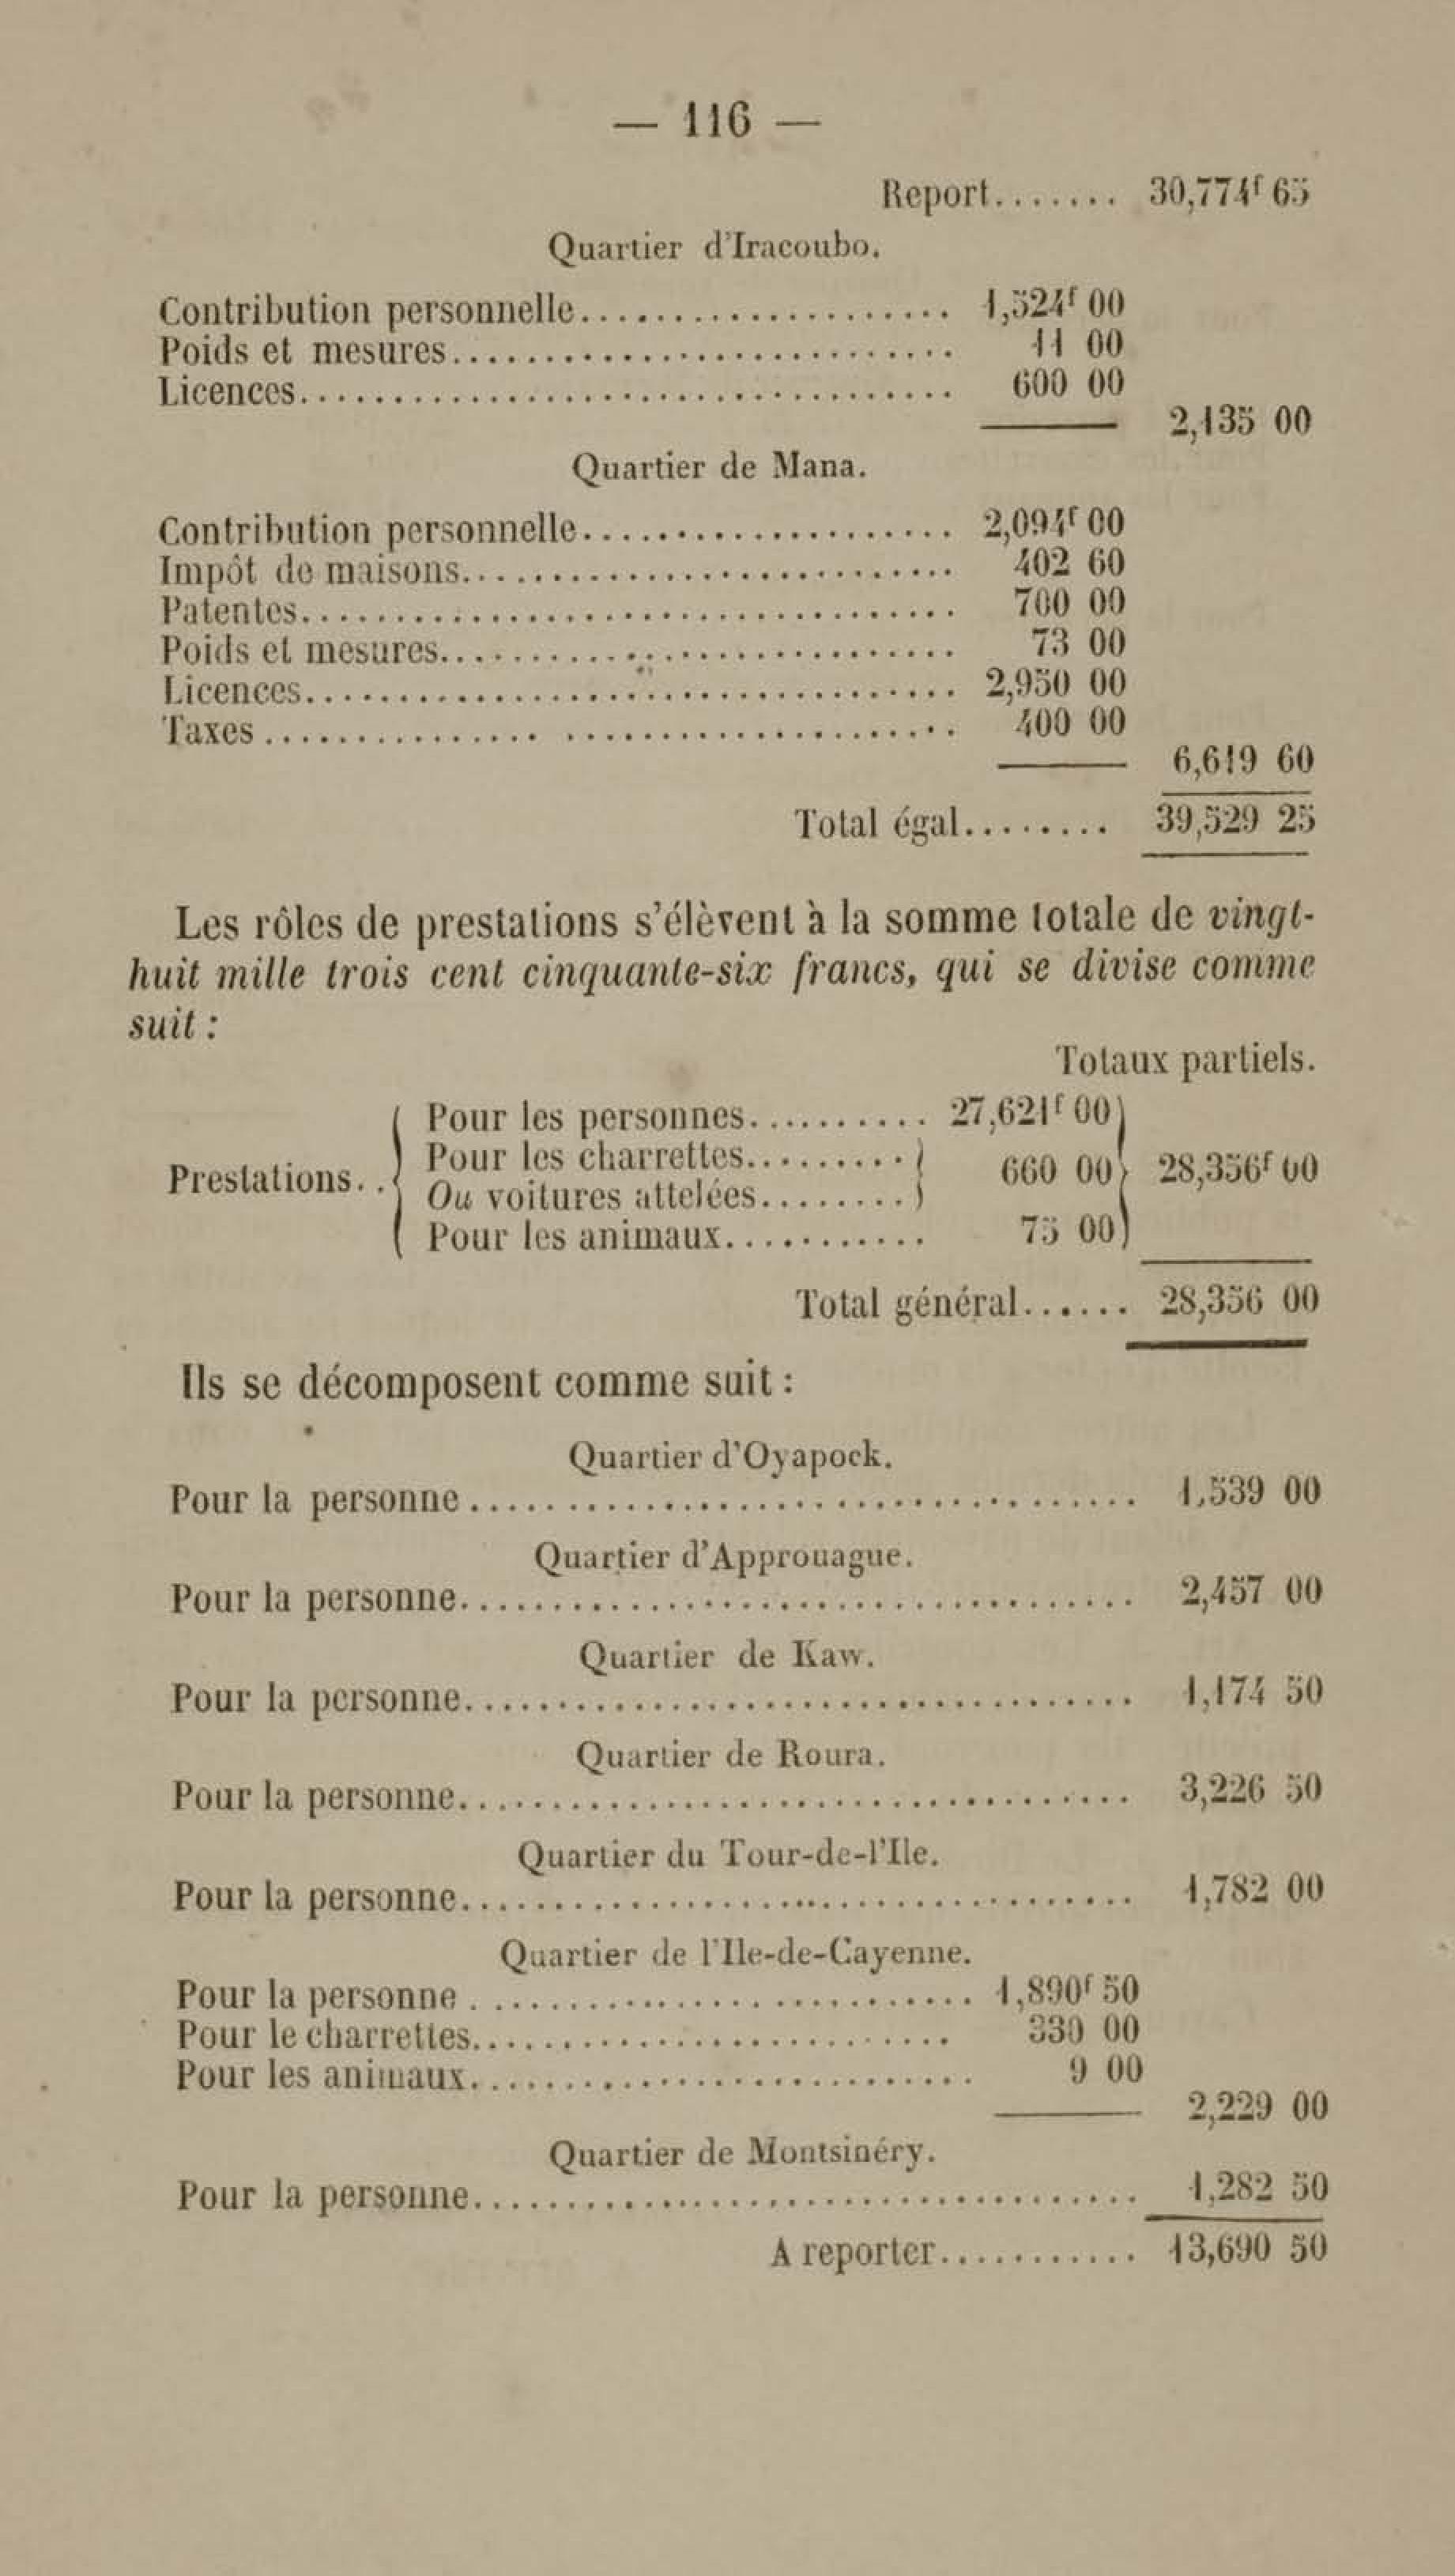 — 116 —
Report....... 30,774f 65
Quartier d'Iracoubo.
Contribution personnelle.................... 1,524f 00
Poids et mesures........................... 11 00
Licences................................... 600 00
2,135 00
Quartier de Mana.
Contribution personnelle.................... 2,094f 00
Impôt de maisons........................... 402 60
Patentes................................... 700 00
Poids et mesures........................... 73 00
Licences................................... 2,950 00
Taxes ..................................... 400 00
6,619 60
Total égal........ 39,529 25
Les rôles de prestations s'élèvent à la somme totale de vingt-
huit mille trois cent cinquante-six francs, qui se divise comme
suit :
Totaux partiels.
Pour les personnes.......... 27,621f 00
Pour les charrettes.........
Prestations.. 660 00 28,356f 00
Ou voitures attelées........
Pour les animaux........... 75 00
Total général...... 28,356 00
Ils se décomposent comme suit :
Quartier d'Oyapock.
Pour la personne.................................... 1,539 00
Quartier d'Approuague.
Pour la personne.................................... 2,457 00
Quartier de Kaw.
Pour la personne.................................... 1,174 50
Quartier de Roura.
Pour la personne.................................... 3,226 50
Quartier du Tour-de-l'Ile.
Pour la personne.................................... 1,782 00
Quartier de l'Ile-de-Cayenne.
Pour la personne ........................... 1,890f 50
Pour le charrettes.......................... 330 00
Pour les animaux........................... 9 00
2,229 00
Quartier de Montsinéry.
Pour la personne.................................... 1,282 50
A reporter........... 13,690 50